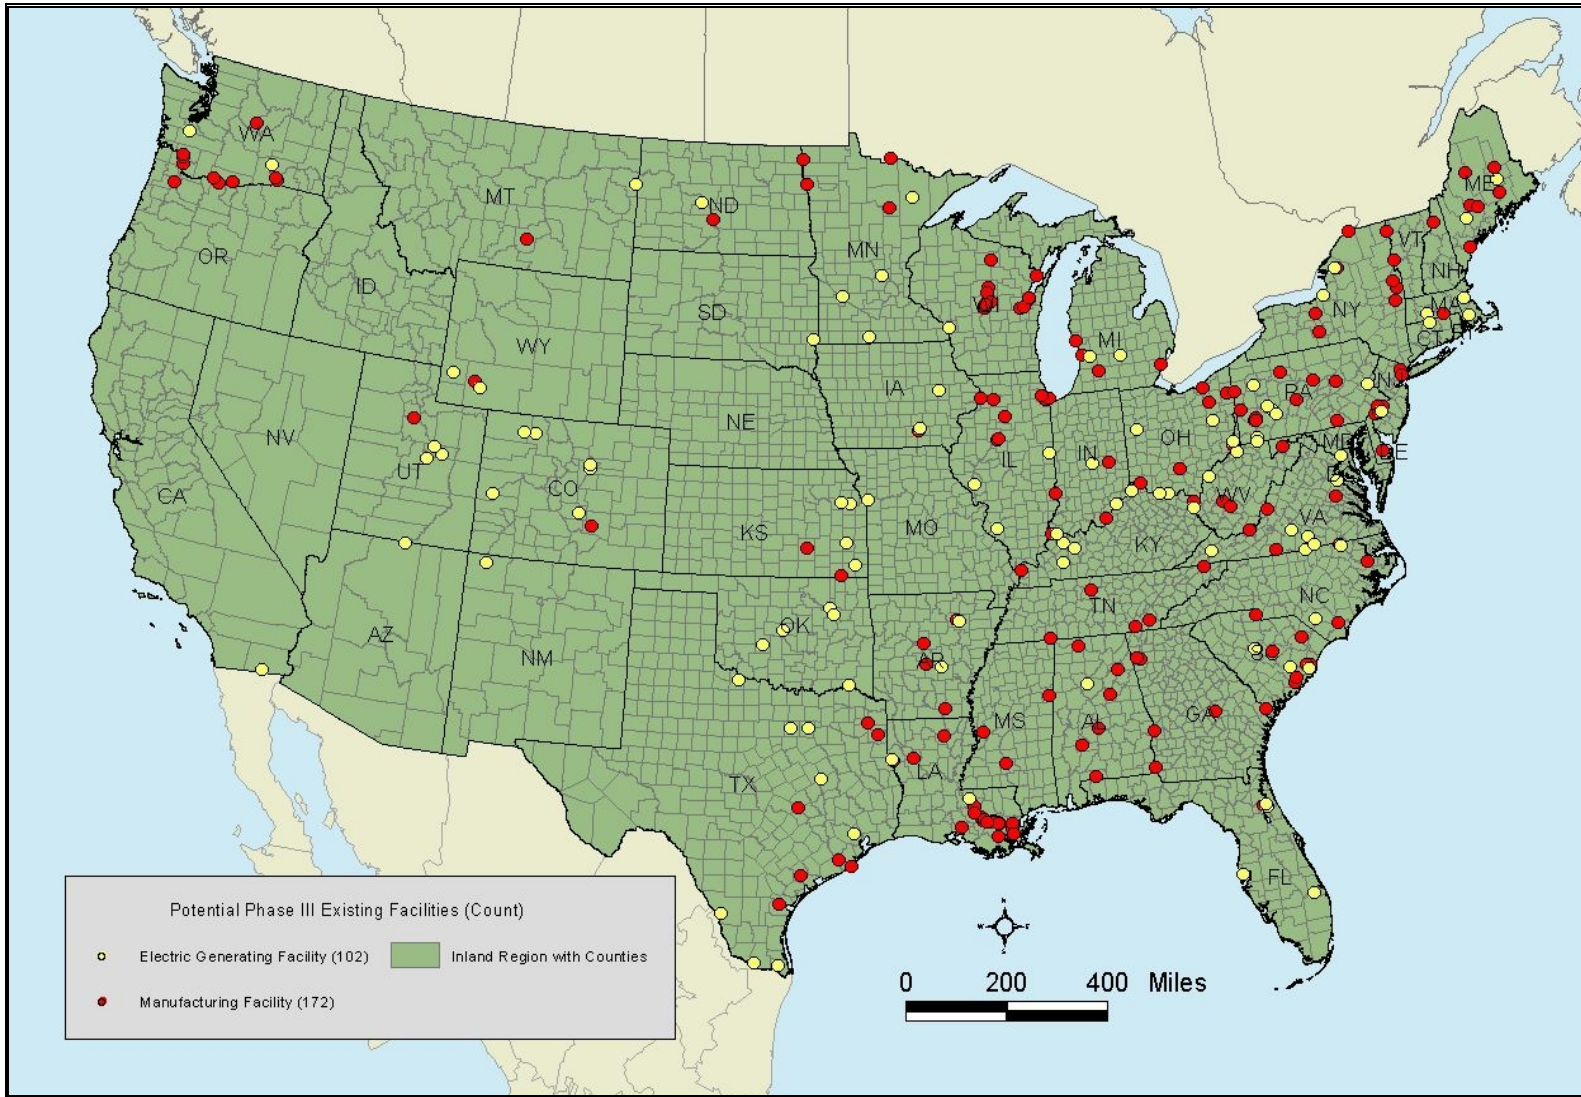 WA
MT
ND
OR
ID
MN
SD
WY
WI
MI
ME
VT
NH
NY
MA
CT
RI
IA
NE
PA
NJ
NV
UT
CO
IL
IN
OH
MD
DE
CA
KS
MO
WV
VA
KY
AZ
NM
OK
AR
TN
NC
SC
TX
LA
MS
AL
GA
FL
Potential Phase III Existing Facilities (Count)
Electric Generating Facility (102)
Inland Region with Counties
Manufacturing Facility (172)
N
W
E
S
0 200 400 Miles